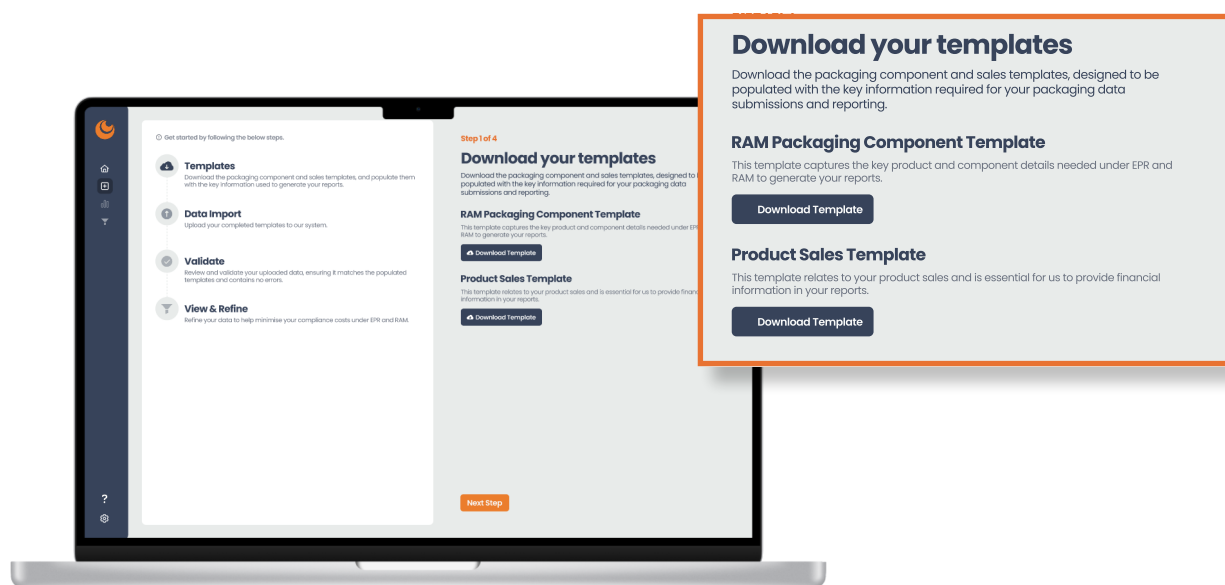 Get started by following the below steps.
Templates
Download the packaging component and sales templates, and populate them
with the key information used to generate your reports.
Data Import
Upload your completed templates to our system.
Validate
Review and validate your uploaded data, ensuring it matches the populated
templates and contains no errors.
View & Refine
Refine your data to help minimise your compliance costs under EPR and RAM.
?
Step 1 of 4
Download your templates
Download the packaging component and sales templates, designed to
populated with the key information required for your packaging data
submissions and reporting.
RAM Packaging Component Template
This template captures the key product and component details needed under
RAM to generate your reports.
Download Template
Product Sales Template
This template relates to your product sales and is essential for us to provide
information in your reports.
Download Template
Next Step
Download your templates
Download the packaging component and sales templates, designed to be
populated with the key information required for your packaging data
submissions and reporting.
RAM Packaging Component Template
This template captures the key product and component details needed under EPR and
RAM to generate your reports.
Download Template
Product Sales Template
This template relates to your product sales and is essential for us to provide financial
information in your reports.
Download Template